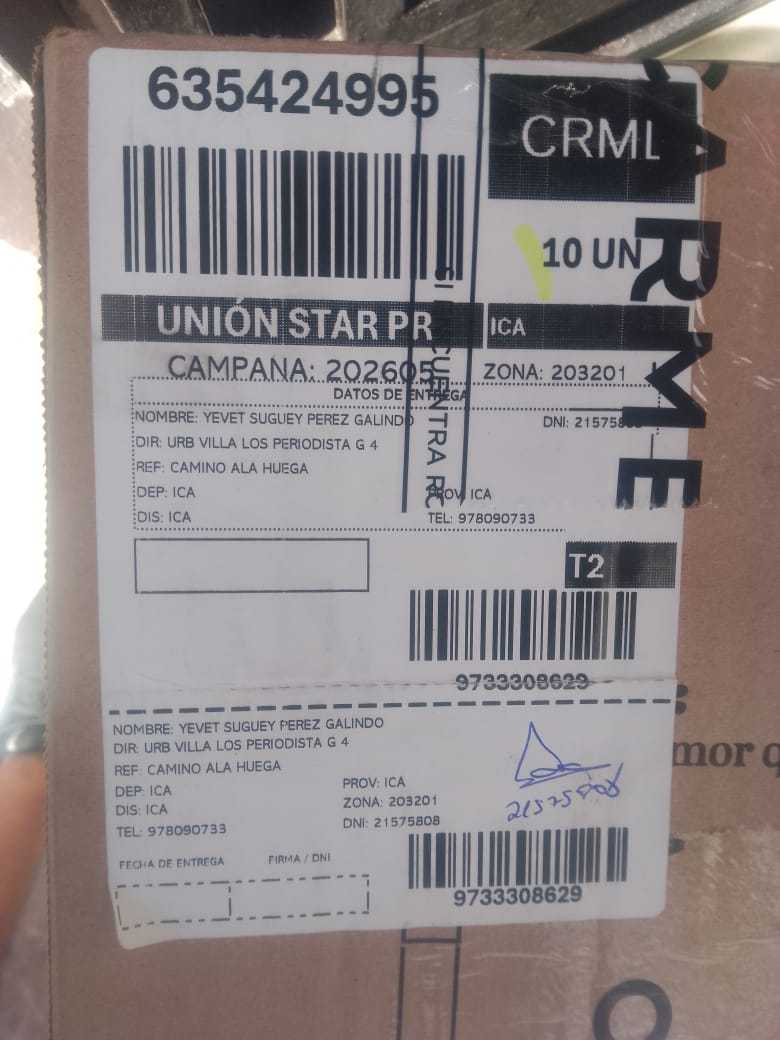 635424995
CRML
10 UN
UNIÓN STAR PR
ICA
CAMPAÑA: 202605
ZONA: 203201
DATOS DE ENTREGA
NOMBRE: YEVET SUGUEY PEREZ GALINDO
DNI: 21575808
DIR: URB VILLA LOS PERIODISTA G 4
REF: CAMINO ALA HUEGA
DEP: ICA
PROV: ICA
DIS: ICA
TEL: 978090733
T2
9733308629
NOMBRE: YEVET SUGUEY PEREZ GALINDO
DIR: URB VILLA LOS PERIODISTA G 4
REF: CAMINO ALA HUEGA
DEP: ICA
PROV: ICA
DIS: ICA
ZONA: 203201
TEL: 978090733
DNI: 21575808
21575808
FECHA DE ENTREGA
FIRMA / DNI
9733308629
mor q